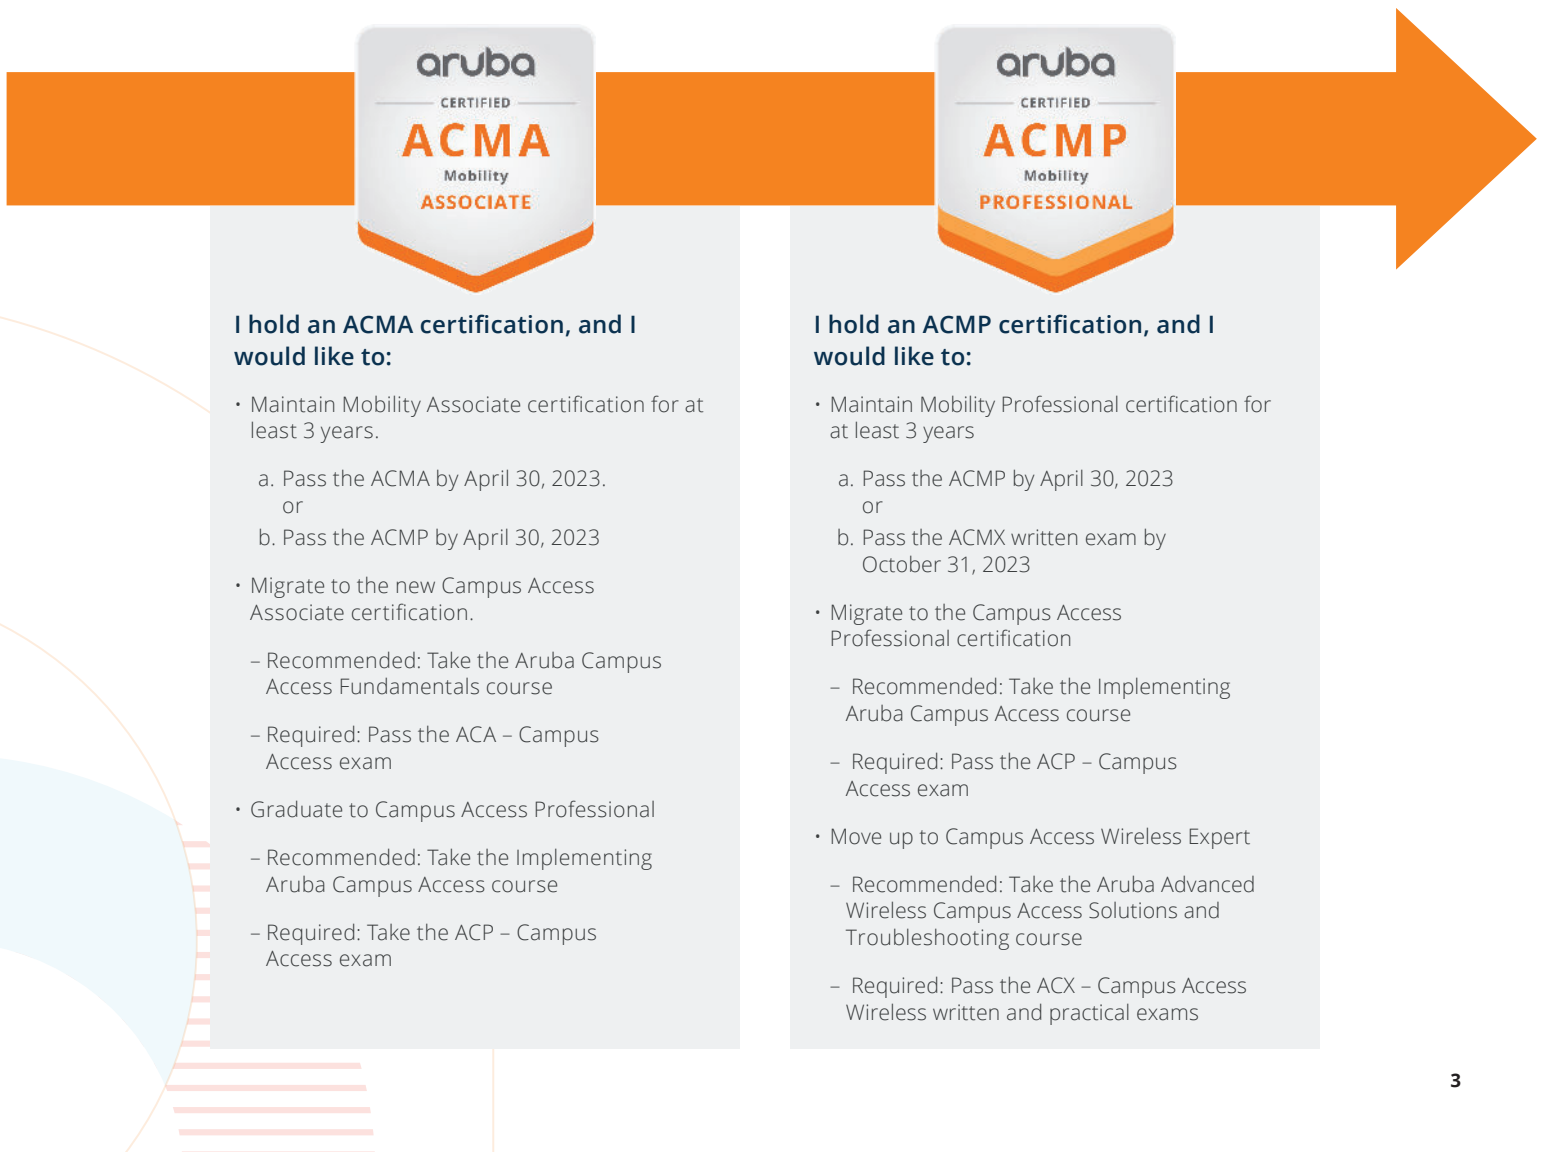 aruba
CERTIFIED
ACMA
Mobility
ASSOCIATE
I hold an ACMA certification, and I
would like to:
• Maintain Mobility Associate certification for at
least 3 years.
a. Pass the ACMA by April 30, 2023.
or
b. Pass the ACMP by April 30, 2023
• Migrate to the new Campus Access
Associate certification.
– Recommended: Take the Aruba Campus
Access Fundamentals course
– Required: Pass the ACA – Campus
Access exam
• Graduate to Campus Access Professional
– Recommended: Take the Implementing
Aruba Campus Access course
– Required: Take the ACP – Campus
Access exam
aruba
CERTIFIED
ACMP
Mobility
PROFESSIONAL
I hold an ACMP certification, and I
would like to:
• Maintain Mobility Professional certification for
at least 3 years
a. Pass the ACMP by April 30, 2023
or
b. Pass the ACMX written exam by
October 31, 2023
• Migrate to the Campus Access
Professional certification
– Recommended: Take the Implementing
Aruba Campus Access course
– Required: Pass the ACP – Campus
Access exam
• Move up to Campus Access Wireless Expert
– Recommended: Take the Aruba Advanced
Wireless Campus Access Solutions and
Troubleshooting course
– Required: Pass the ACX – Campus Access
Wireless written and practical exams
3